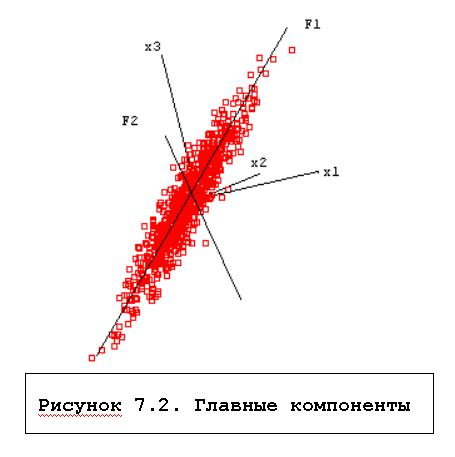 F1
x3
F2
x2
x1
Рисунок 7.2. Главные компоненты